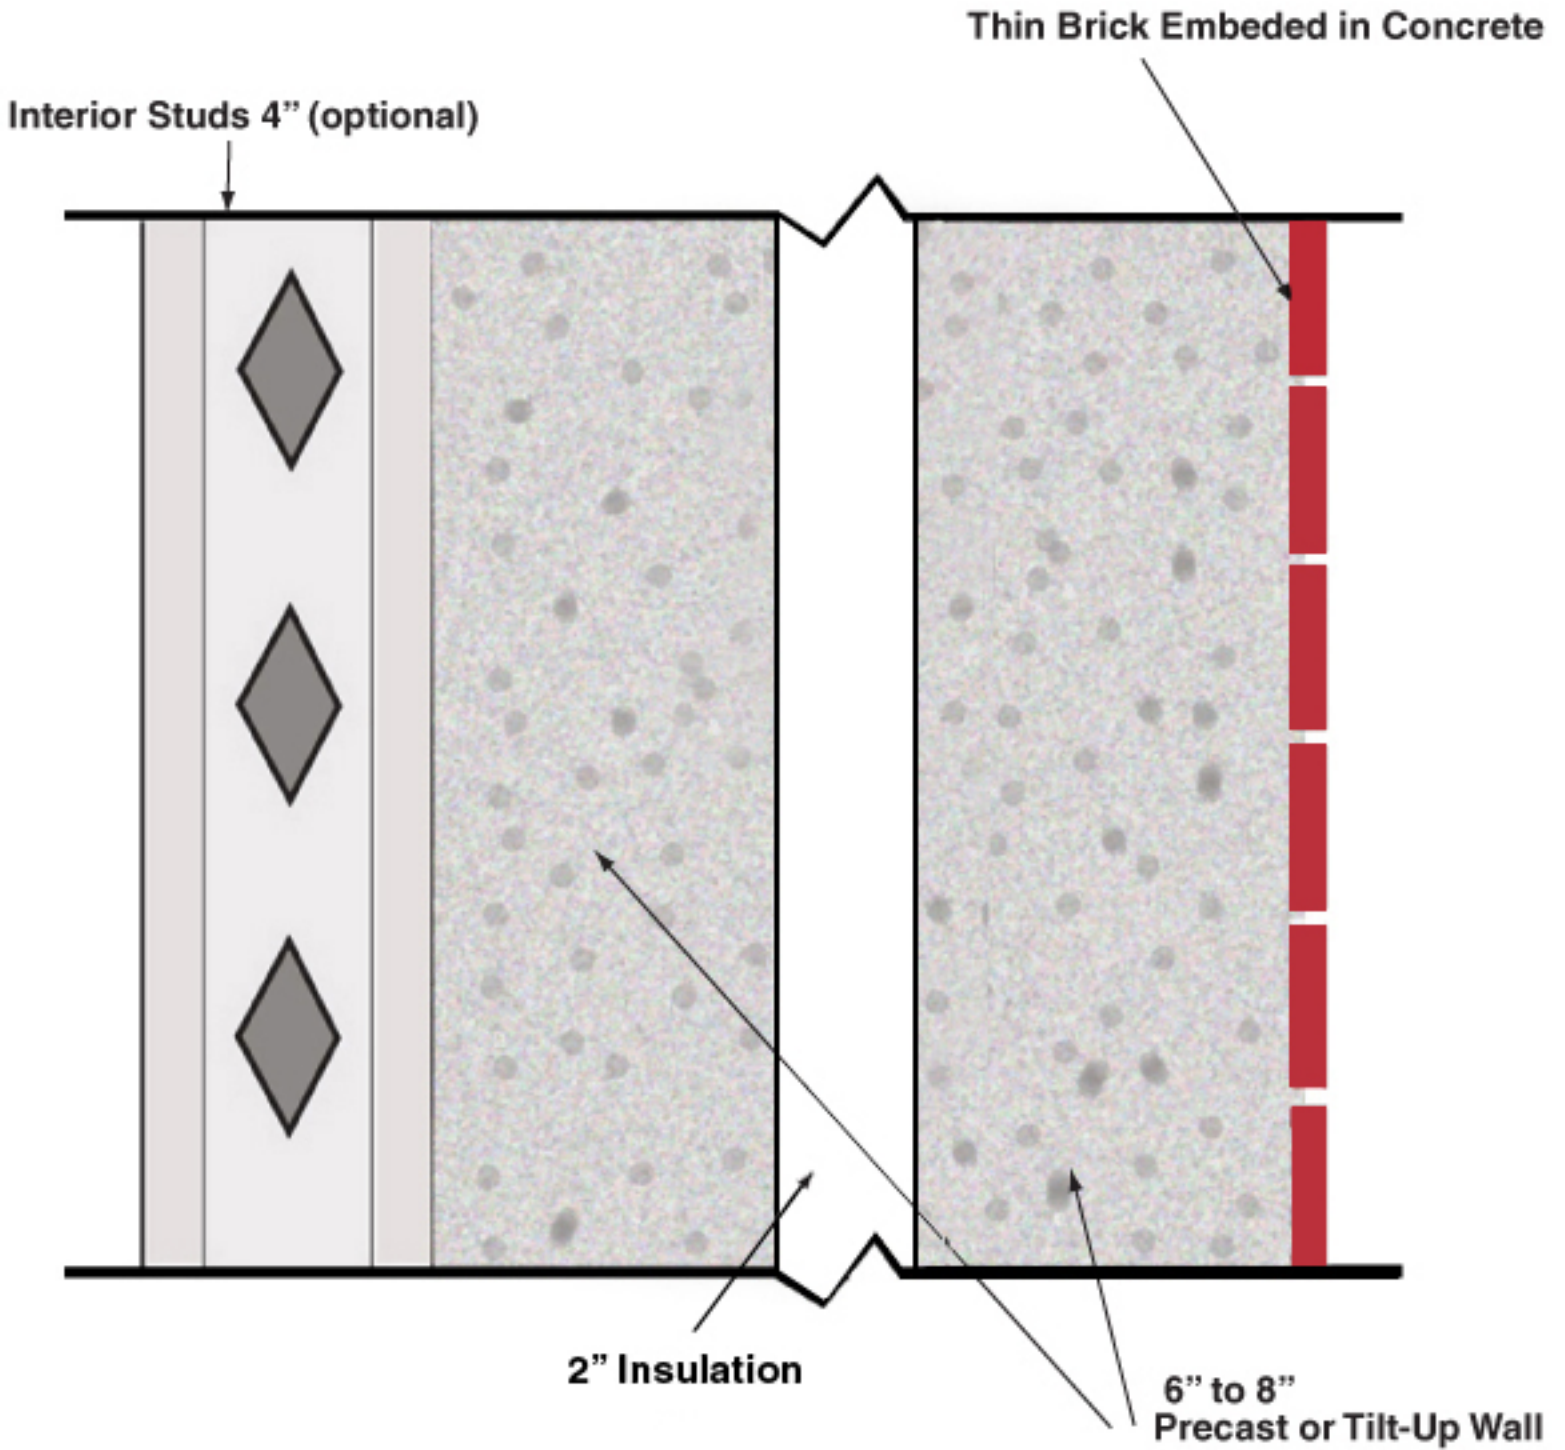 Thin Brick Embeded in Concrete
Interior Studs 4” (optional)
2” Insulation
6” to 8”
Precast or Tilt-Up Wall